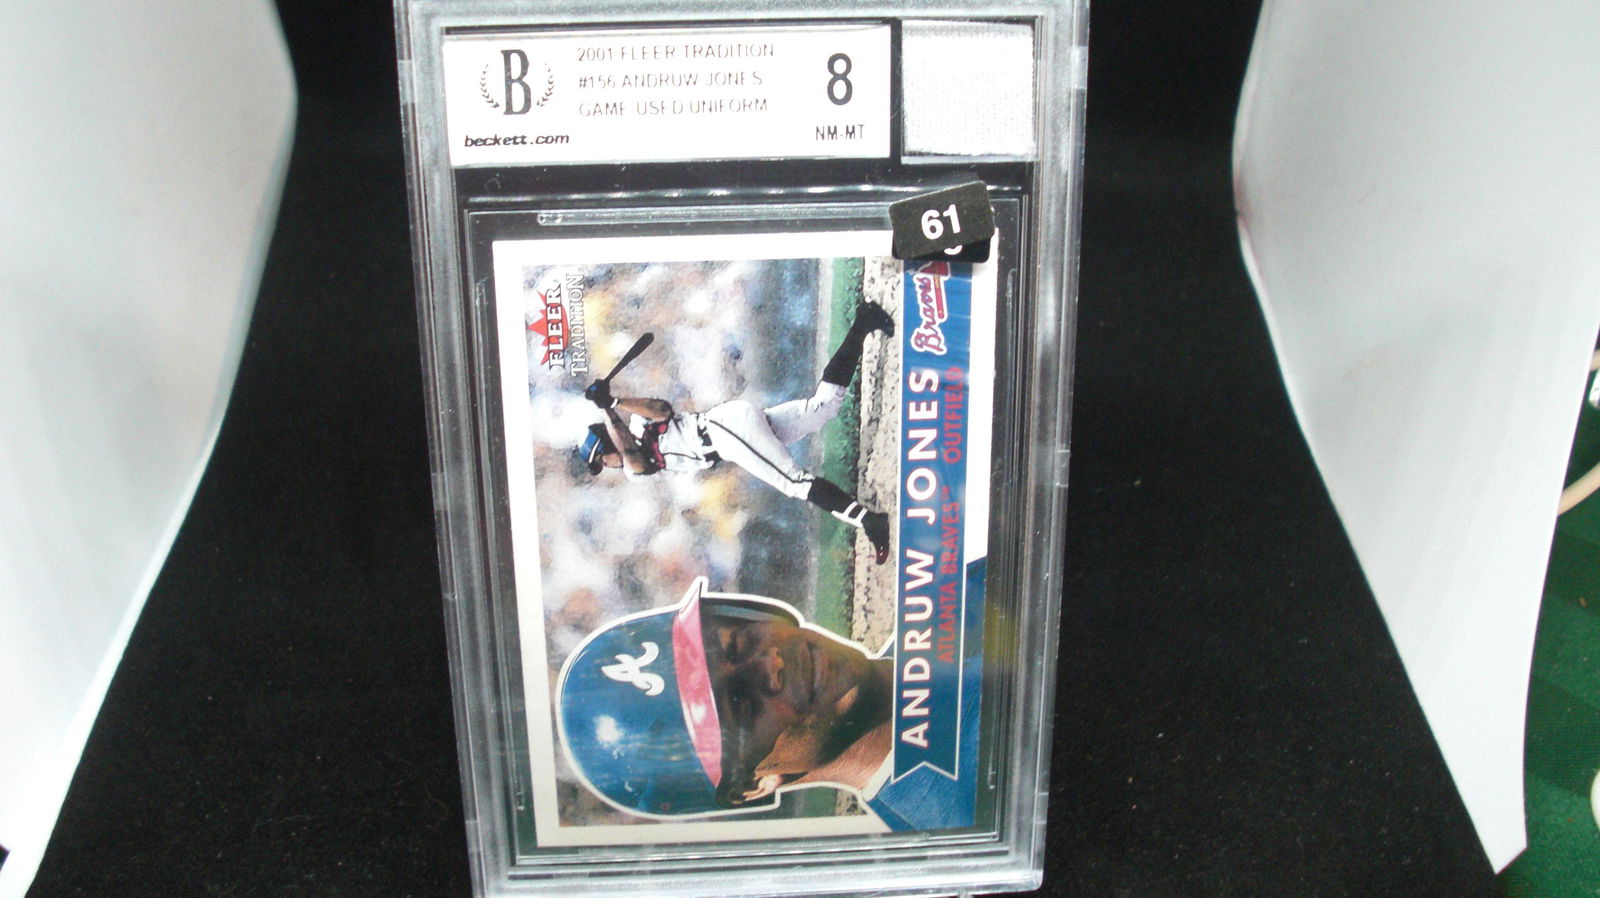 B
beckett.com
2001 FLEER TRADITION
#156 ANDRUW JONES
GAME-USED UNIFORM
8
NM-MT
61
FLEER
TRADITION
A
ANDRUW JONES
ATLANTA BRAVES™ OUTFIELD
Braves